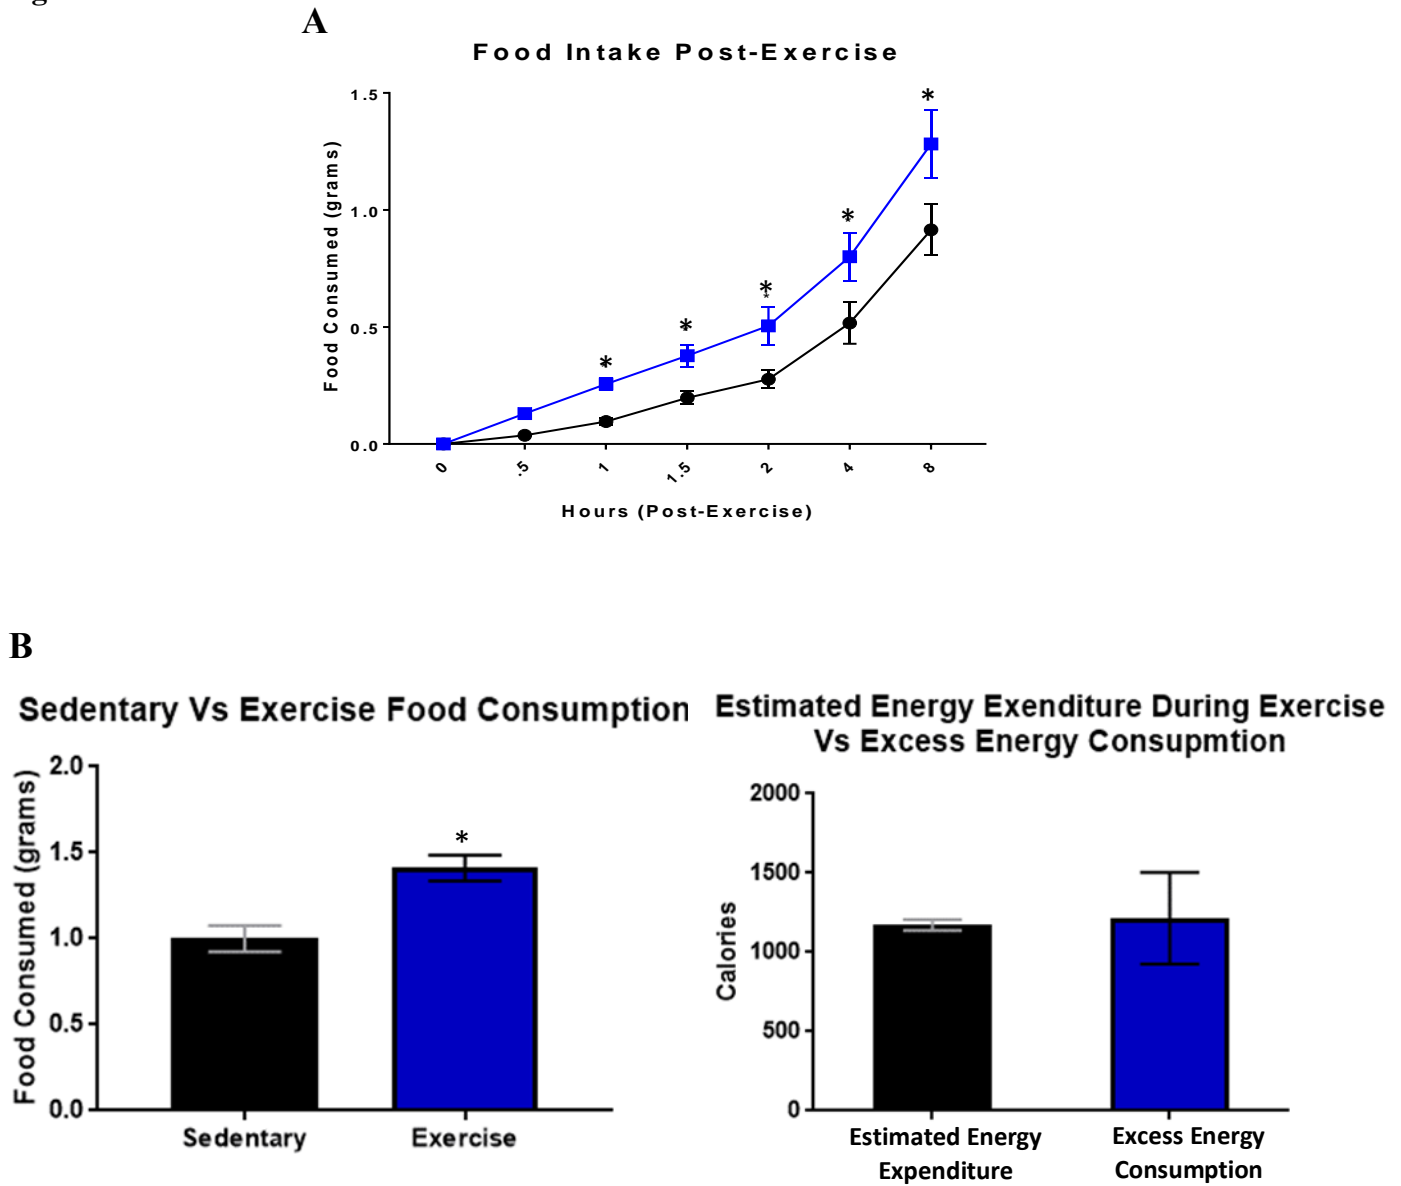 A
Food Intake Post-Exercise
1.5
1.0
0.5
0.0
Food Consumed (grams)
*
*
*
*
*
*
*
0
.5
1
1.5
2
4
8
Hours (Post-Exercise)
B
Sedentary Vs Exercise Food Consumption
2.0
1.5
1.0
0.5
0.0
Food Consumed (grams)
*
Sedentary
Exercise
Estimated Energy Exenditure During Exercise
Vs Excess Energy Consupmtion
2000
1500
1000
500
0
Calories
Estimated Energy
Expenditure
Excess Energy
Consumption